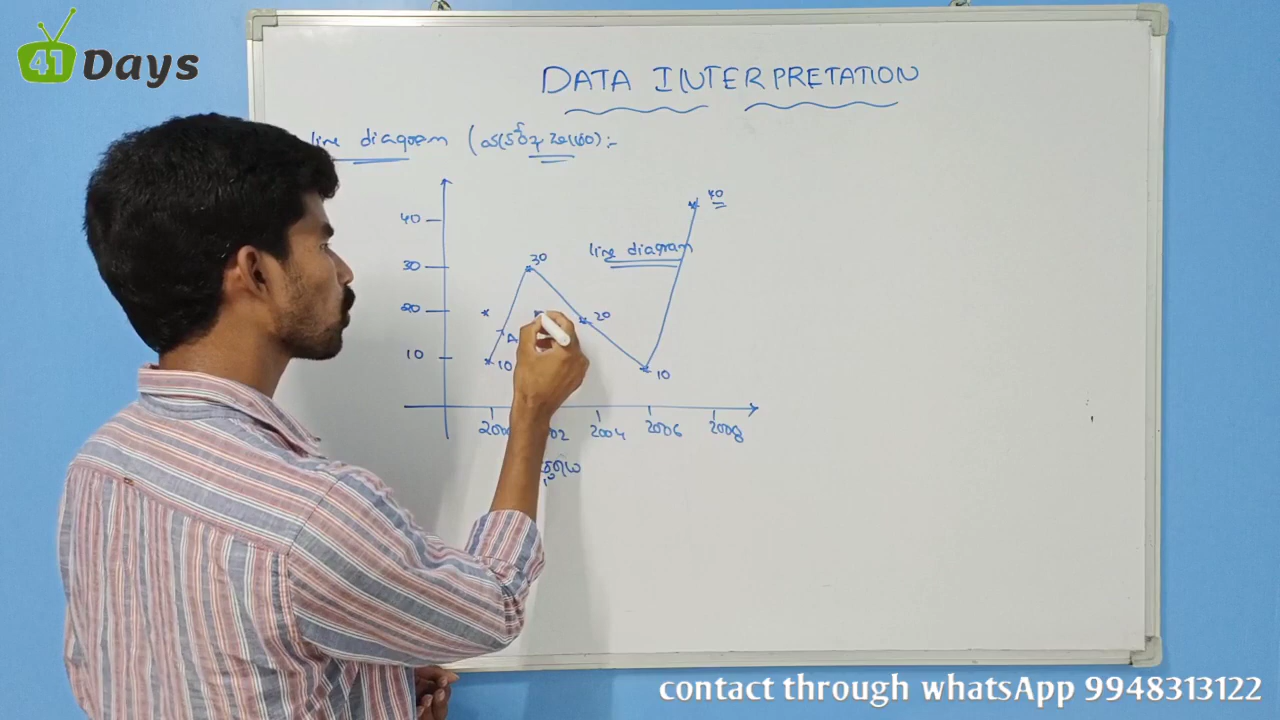 41 Days
DATA INTERPRETATION
line diagram (
40
40
line diagram
30
30
20
20
10
10
10
2004 2006 2008
contact through whatsApp 9948313122